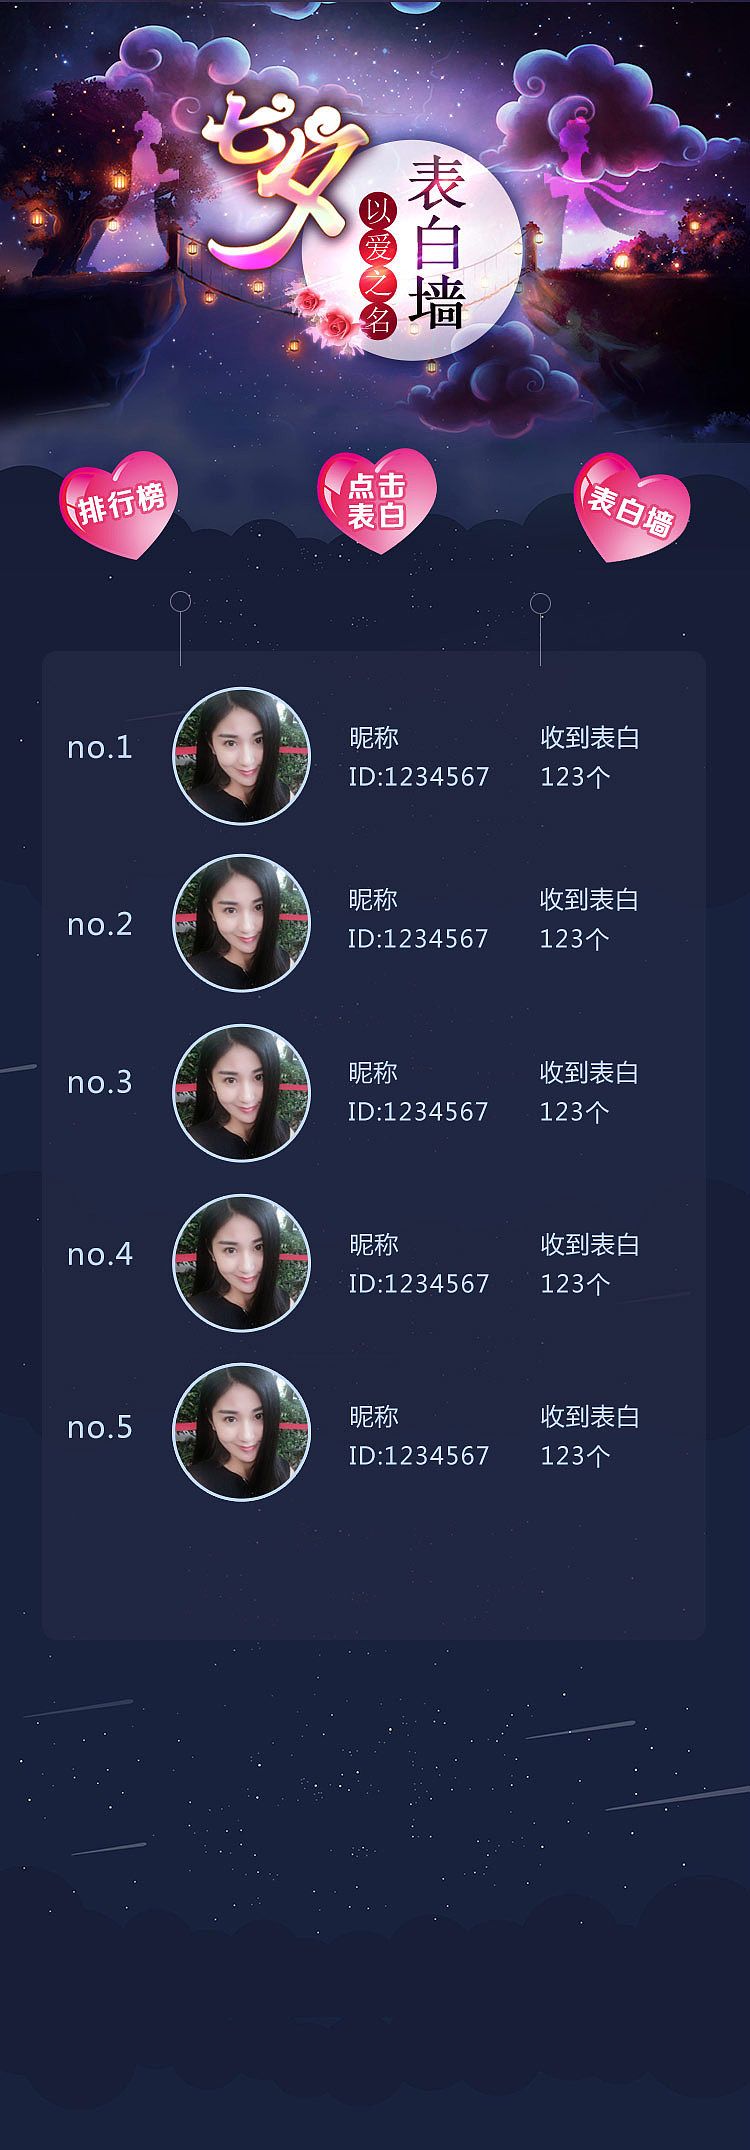 七夕
表白墙
以爱之名
排行榜
点击
表白
表白墙
no.1
昵称
ID:1234567
收到表白
123个
no.2
昵称
ID:1234567
收到表白
123个
no.3
昵称
ID:1234567
收到表白
123个
no.4
昵称
ID:1234567
收到表白
123个
no.5
昵称
ID:1234567
收到表白
123个